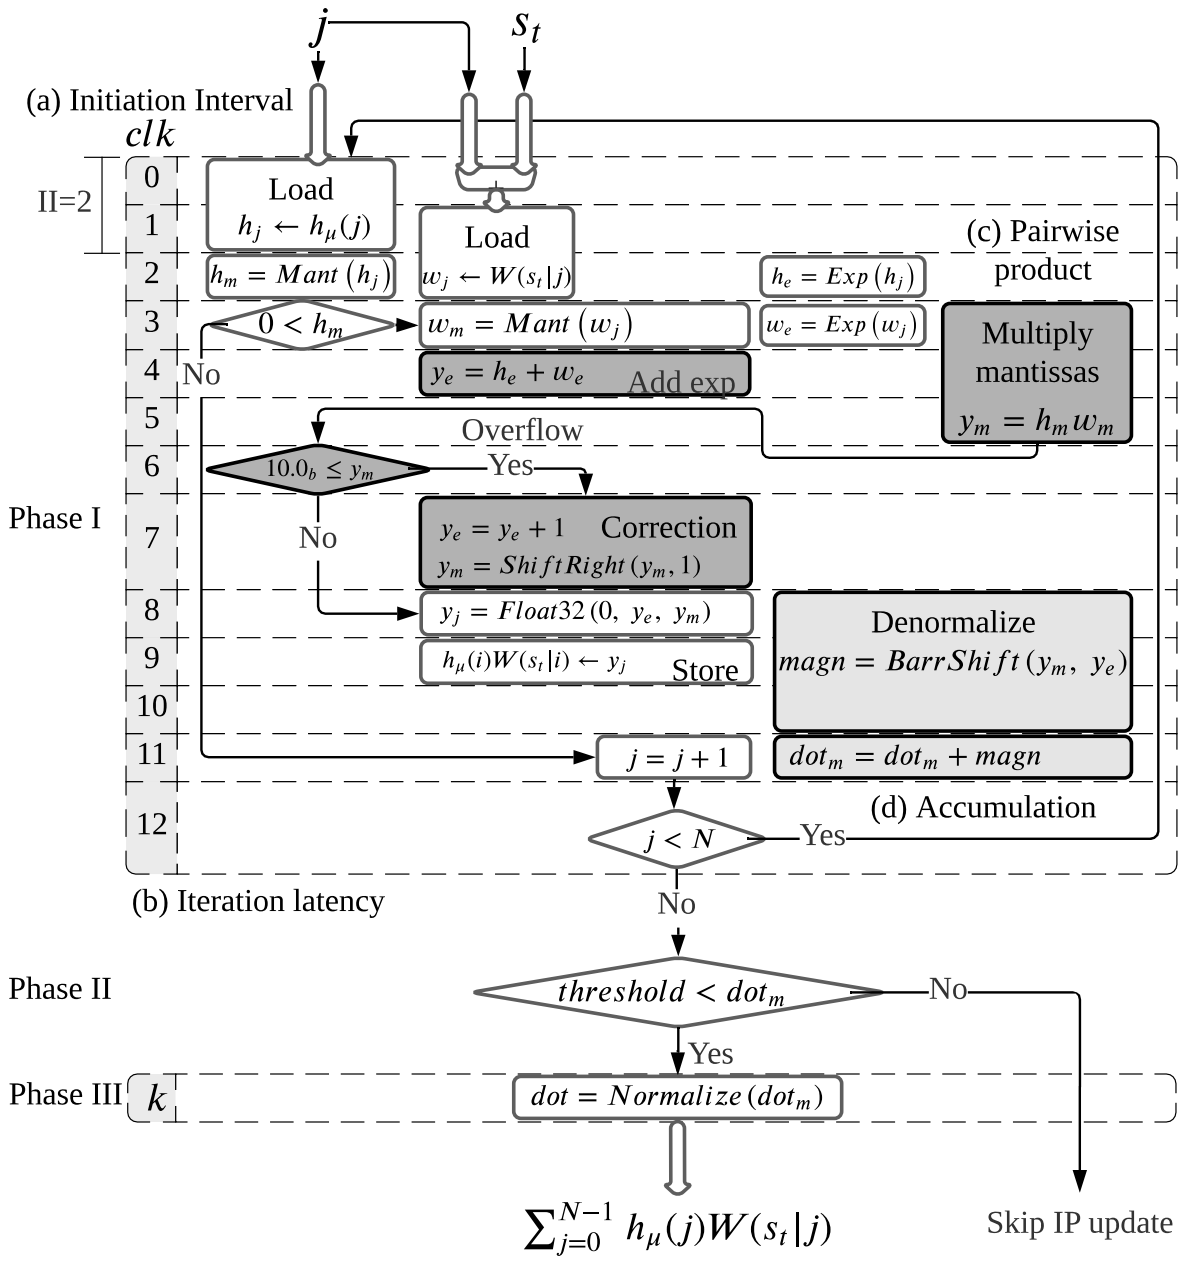 j
s_t
(a) Initiation Interval
clk
0
Load
II=2
1
h_j ← h_μ(j)
Load
(c) Pairwise
product
2
h_m = Mant(h_j)
w_j ← W(s_t|j)
h_e = Exp(h_j)
3
0 < h_m
w_m = Mant(w_j)
w_e = Exp(w_j)
Multiply
mantissas
y_m = h_m w_m
No
4
y_e = h_e + w_e
Add exp
5
Overflow
6
10.0_b ≤ y_m
Yes
Phase I
No
7
y_e = y_e + 1 Correction
y_m = ShiftRight(y_m, 1)
8
y_j = Float32(0, y_e, y_m)
Denormalize
magn = BarrShift(y_m, y_e)
9
h_μ(i)W(s_t|i) ← y_j
Store
10
11
j = j + 1
dot_m = dot_m + magn
12
(d) Accumulation
j < N
Yes
(b) Iteration latency
No
Phase II
threshold < dot_m
No
Yes
Phase III
k
dot = Normalize(dot_m)
∑_{j=0}^{N−1} h_μ(j)W(s_t|j)
Skip IP update